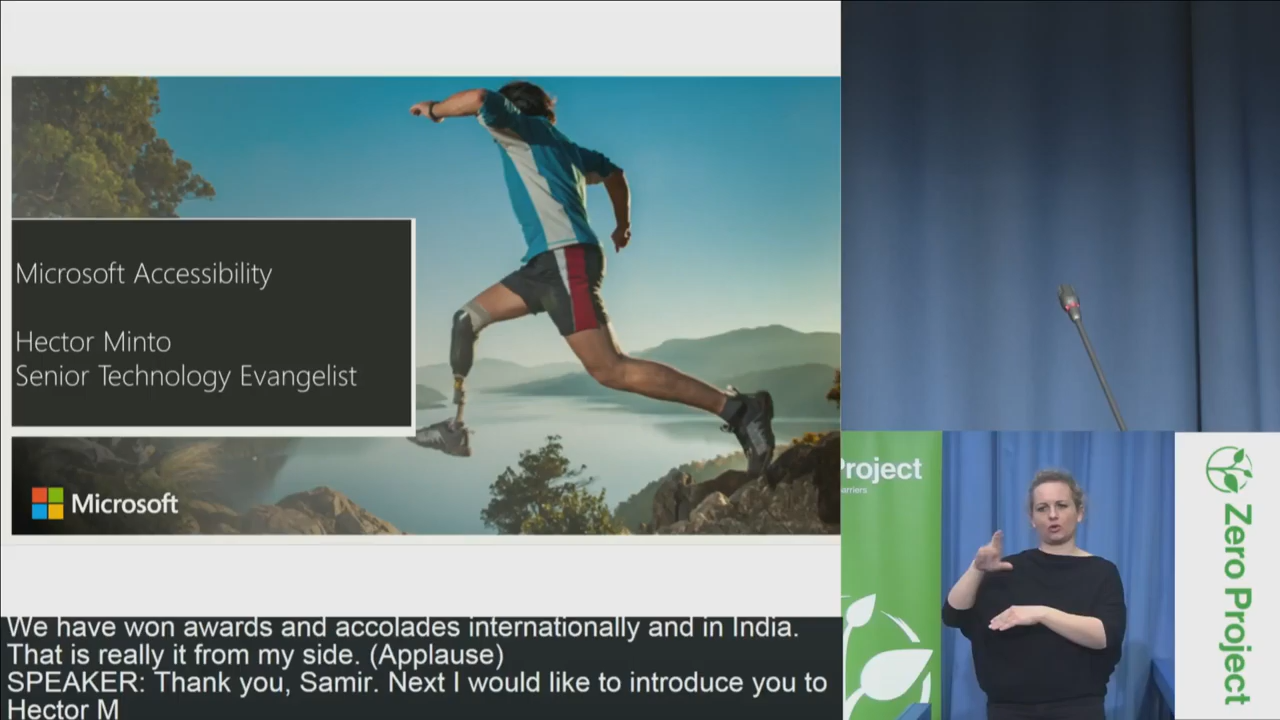 Microsoft Accessibility
Hector Minto
Senior Technology Evangelist
Microsoft
We have won awards and accolades internationally and in India.
That is really it from my side. (Applause)
SPEAKER: Thank you, Samir. Next I would like to introduce you to
Hector M
Project
arriers
Zero Project